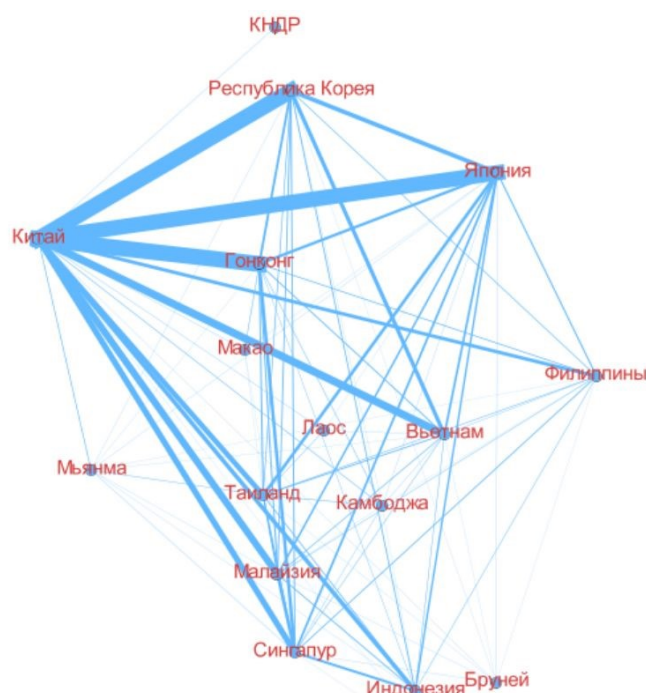 КНДР
Республика Корея
Япония
Китай
Гонконг
Макао
Филиппины
Лаос
Вьетнам
Мьянма
Таиланд
Камбоджа
Малайзия
Сингапур
Бруней
Индонезия